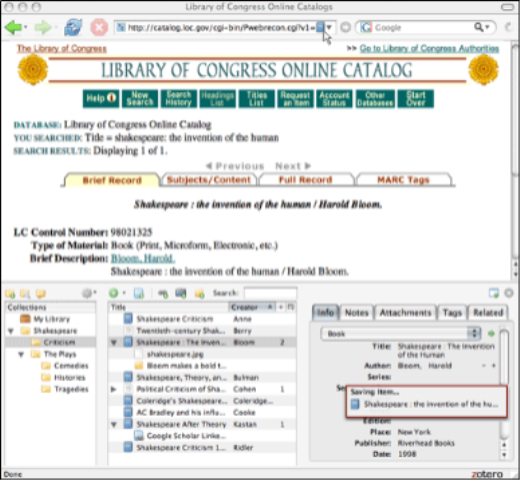 Library of Congress Online Catalogs
http://catalog.loc.gov/cgi-bin/Pwebrecon.cgi?v1=
Google
The Library of Congress
>> Go to Library of Congress Authorities
LIBRARY OF CONGRESS ONLINE CATALOG
Help
New Search
Search History
Headings List
Titles List
Request an Item
Account Status
Other Databases
Start Over
DATABASE: Library of Congress Online Catalog
YOU SEARCHED: Title = shakespeare: the invention of the human
SEARCH RESULTS: Displaying 1 of 1.
Previous Next
Brief Record
Subjects/Content
Full Record
MARC Tags
Shakespeare : the invention of the human / Harold Bloom.
LC Control Number: 98021325
Type of Material: Book (Print, Microform, Electronic, etc.)
Brief Description: Bloom, Harold.
Shakespeare : the invention of the human / Harold Bloom.
Search:
Collections
My Library
Shakespeare
Criticism
The Plays
Comedies
Histories
Tragedies
Title Creator
Shakespeare Criticism Anne
Twentieth-century Shak... Berry
Shakespeare : The Inven... Bloom 2
shakespeare.jpg
Bloom makes a bold t...
Shakespeare, Theory, an... Bulman
Political Criticism of Sha... Cohen 1
Coleridge's Shakespeare... Coleridge...
AC Bradley and his Influ... Cooke
Shakespeare After Theory Kastan 1
Google Scholar Linke...
Shakespeare Criticism 1... Ridler
Info Notes Attachments Tags Related
Book
Title: Shakespeare : The Invention
of the Human
Author: Bloom, Harold
Series:
Saving Item...
Shakespeare : the invention of the hu...
Edition:
Place: New York
Publisher: Riverhead Books
Date: 1998
Done
zotero